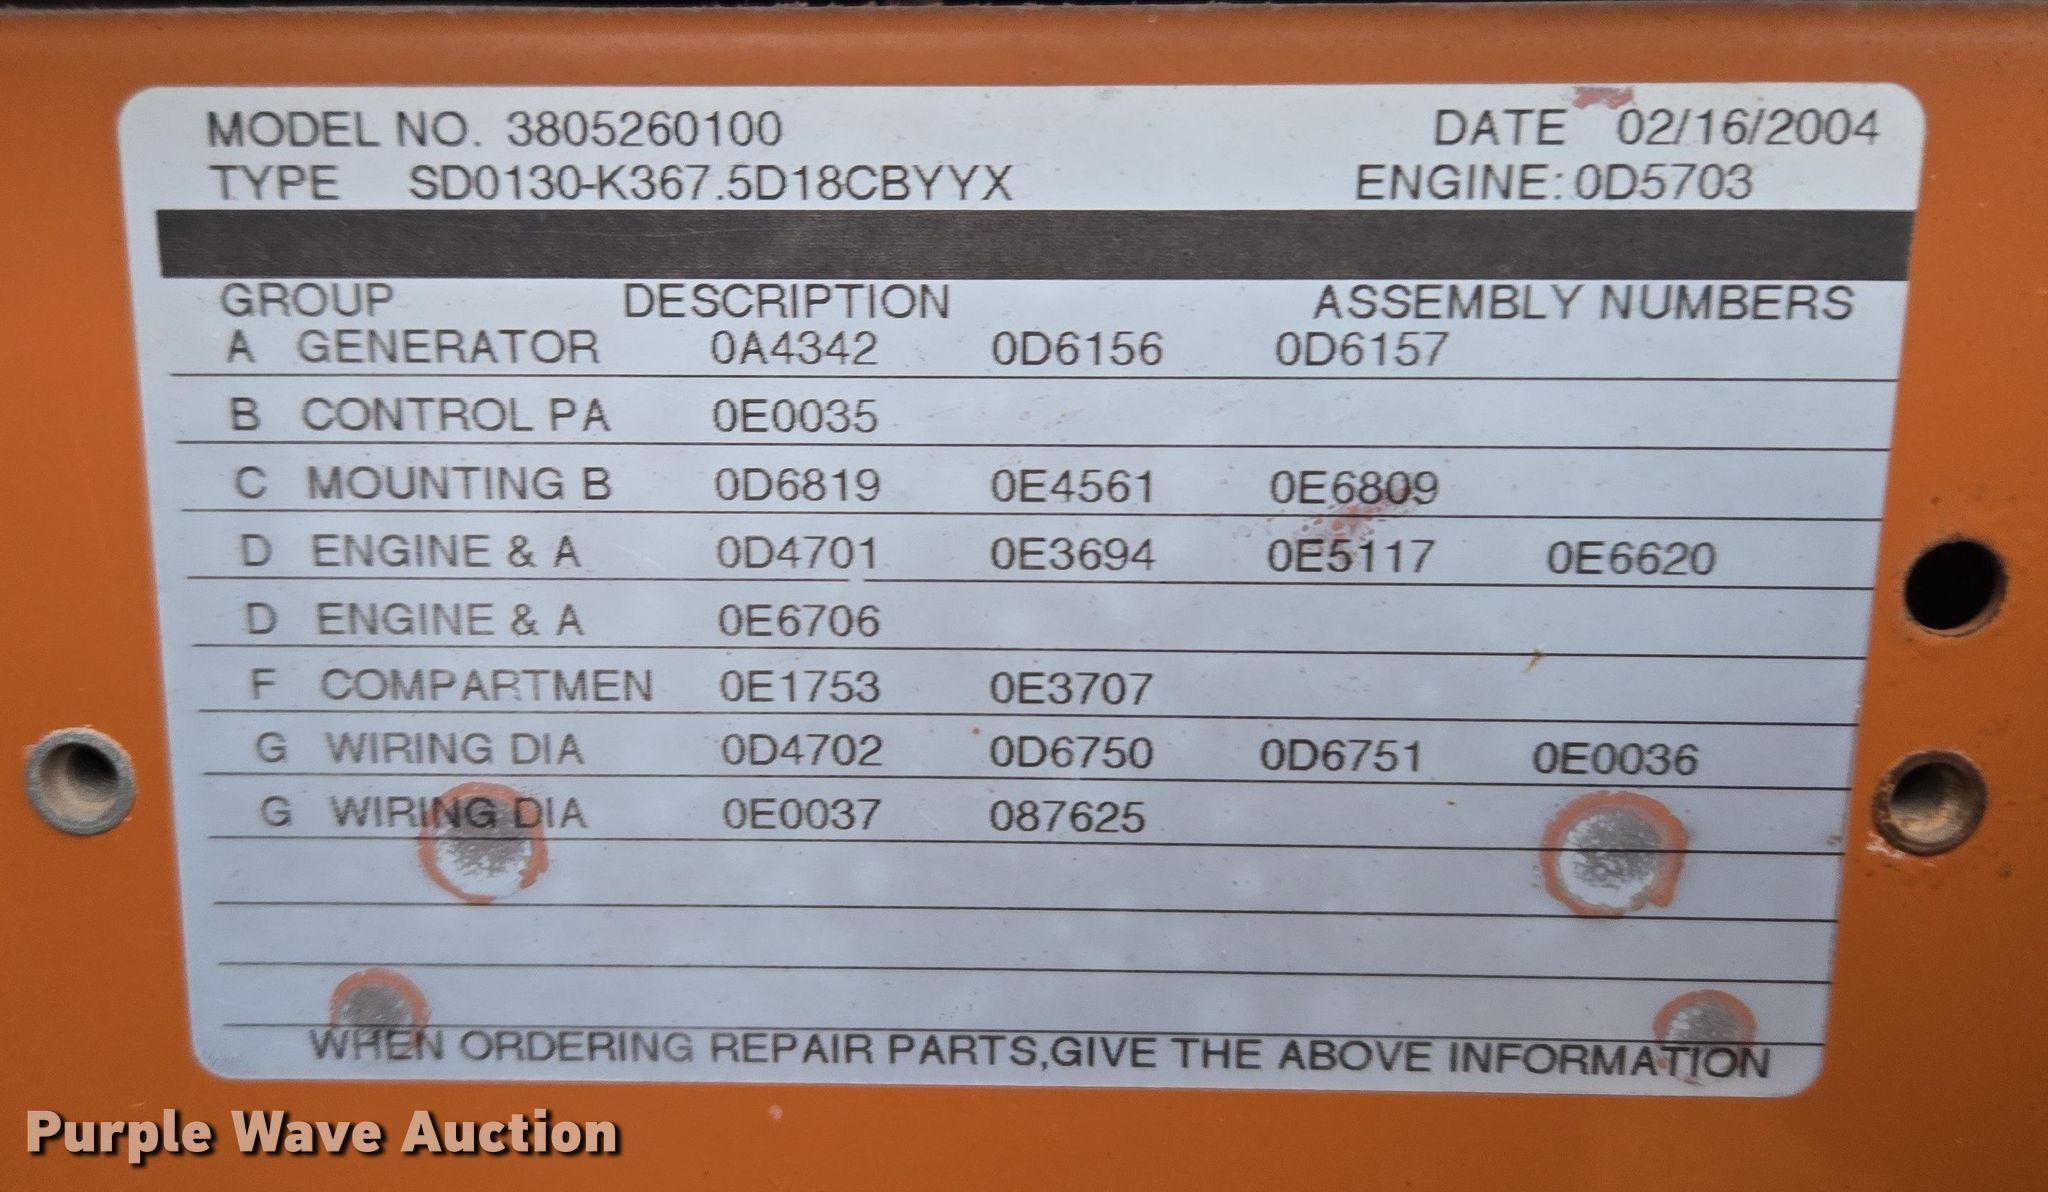 MODEL NO. 3805260100 DATE 02/16/2004
TYPE SD0130-K367.5D18CBYYX ENGINE:0D5703
GROUP DESCRIPTION ASSEMBLY NUMBERS
A GENERATOR 0A4342 0D6156 0D6157
B CONTROL PA 0E0035
C MOUNTING B 0D6819 0E4561 0E6809
D ENGINE & A 0D4701 0E3694 0E5117 0E6620
D ENGINE & A 0E6706
F COMPARTMEN 0E1753 0E3707
G WIRING DIA 0D4702 0D6750 0D6751 0E0036
G WIRING DIA 0E0037 087625
WHEN ORDERING REPAIR PARTS,GIVE THE ABOVE INFORMATION
Purple Wave Auction